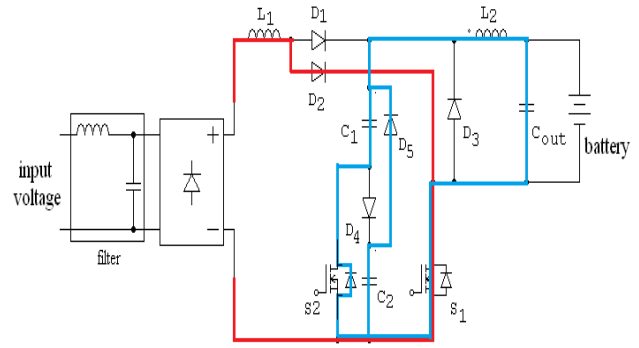 L1
D1
L2
D2
C1
D5
D3
Cout
battery
+
input
voltage
D4
−
filter
S2
C2
S1